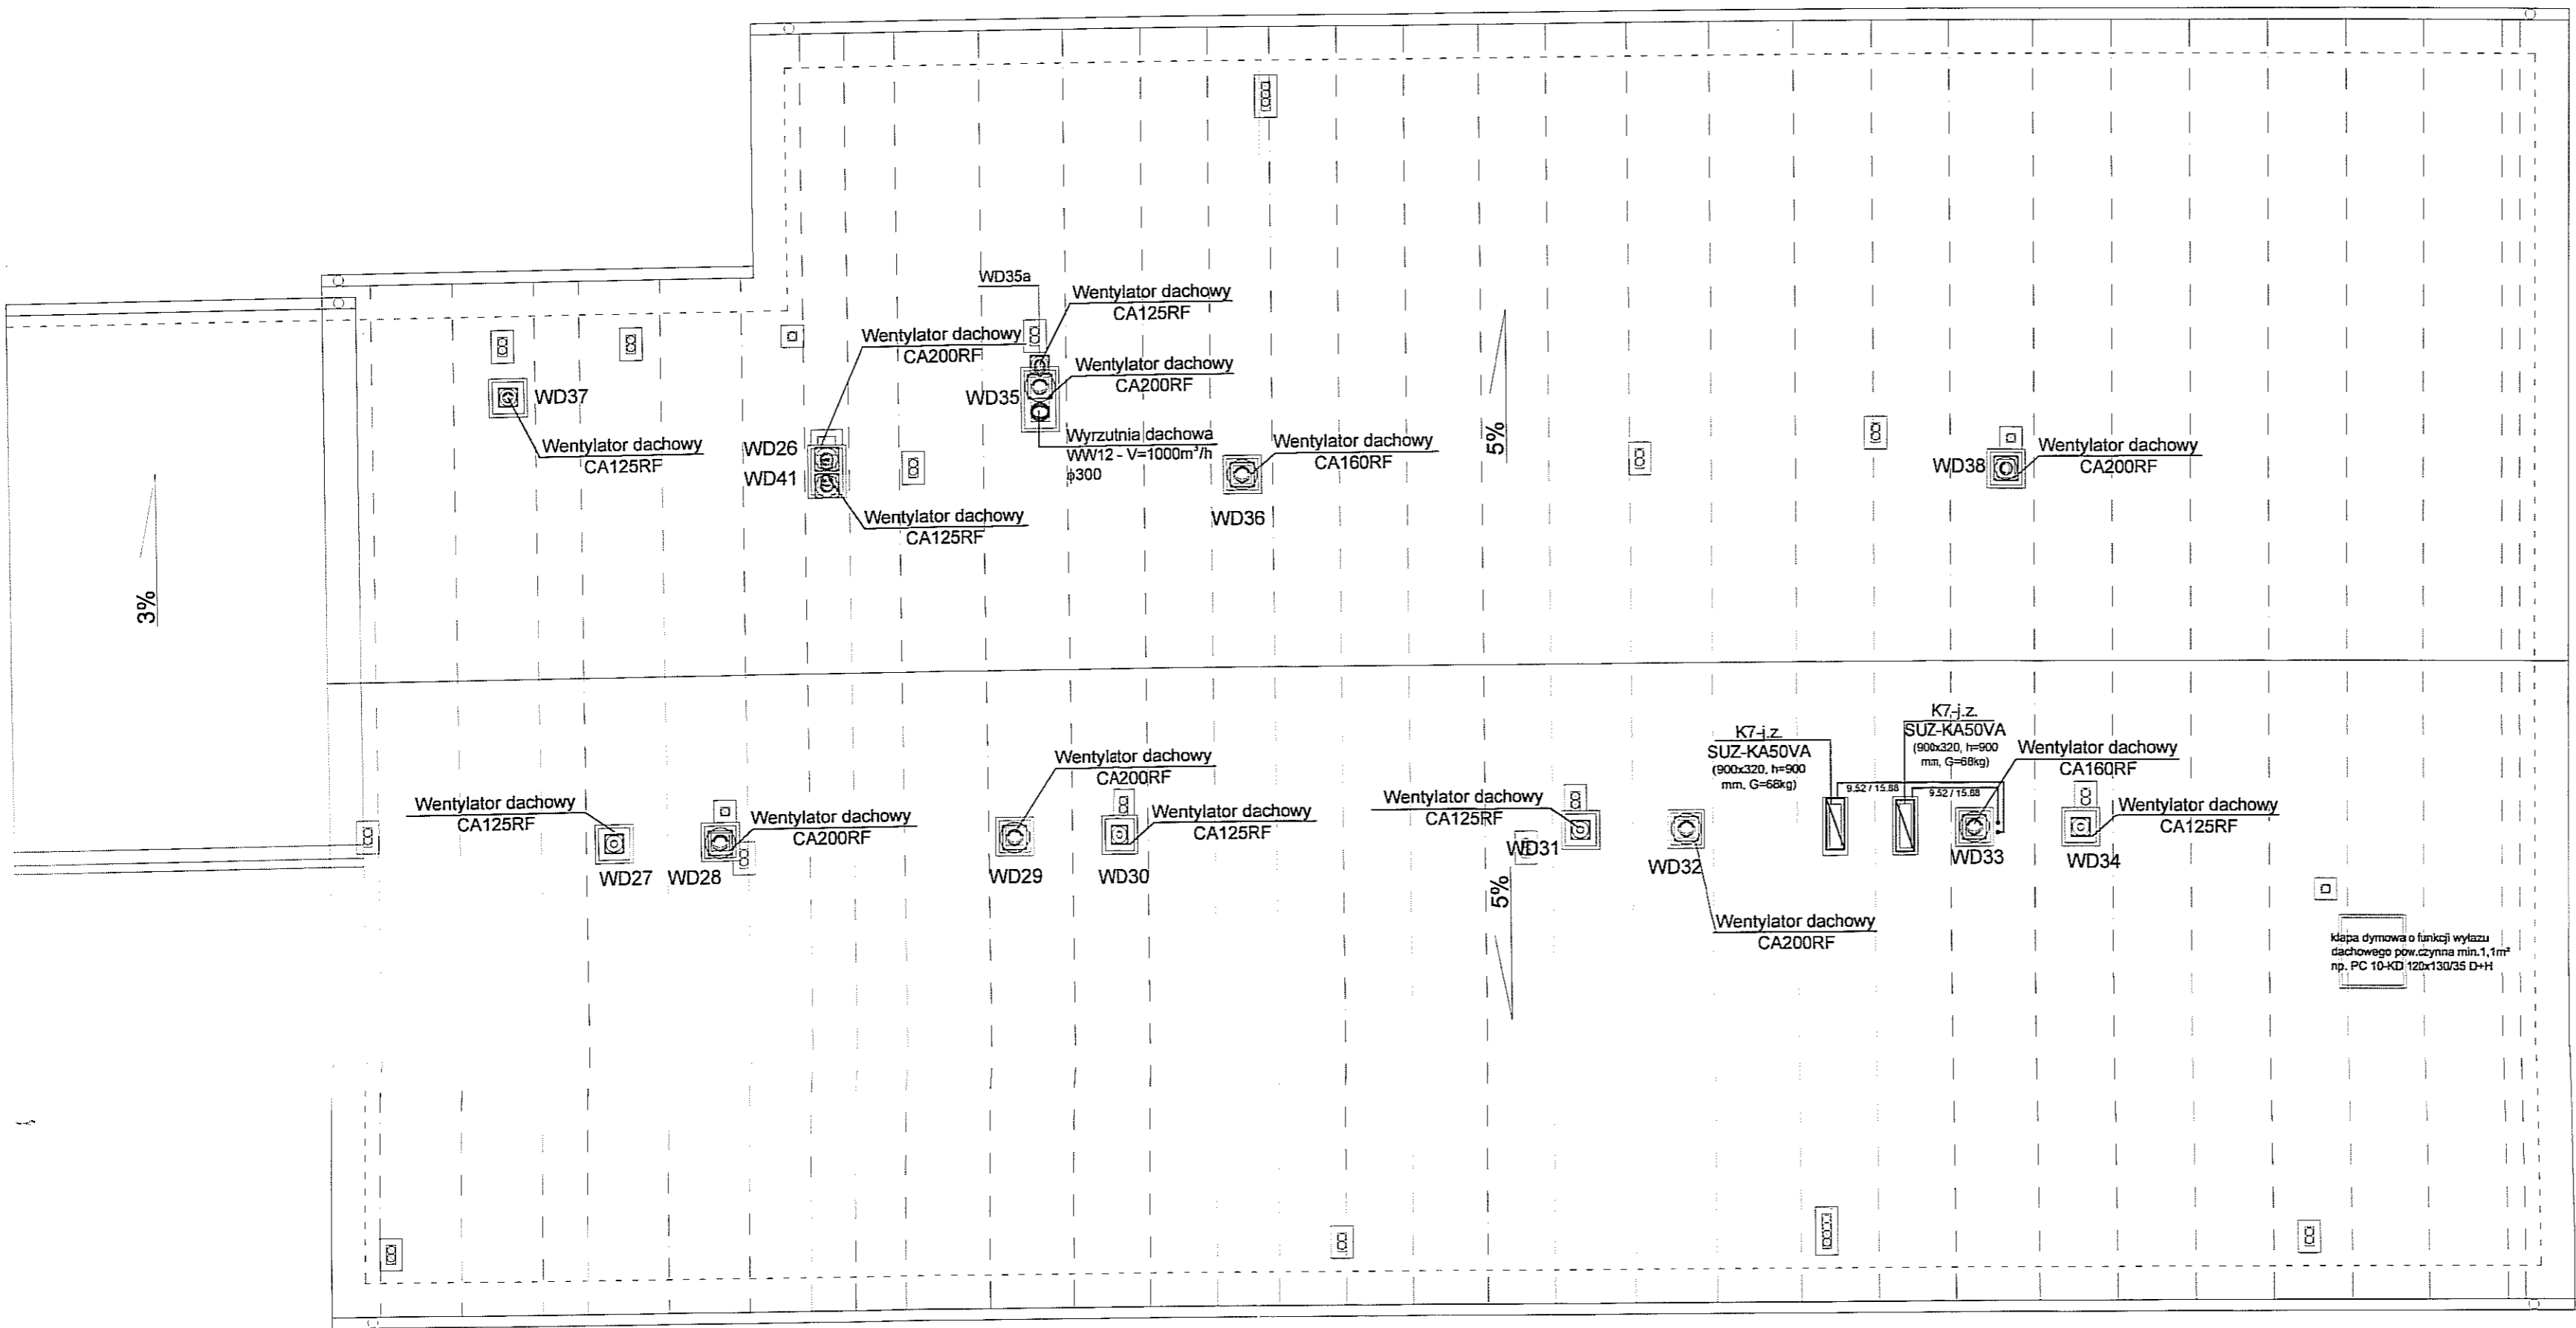 WD35a
Wentylator dachowy
CA125RF
Wentylator dachowy
CA200RF
Wentylator dachowy
CA200RF
WD35
WD37
Wentylator dachowy
CA125RF
WD26
WD41
Wyrzutnia dachowa
WW12 - V=1000m³/h
ϕ300
Wentylator dachowy
CA160RF
WD36
Wentylator dachowy
CA125RF
5%
WD38
Wentylator dachowy
CA200RF
3%
K7-j.z.
SUZ-KA50VA
(900x320, h=900
mm, G=68kg)
K7-j.z.
SUZ-KA50VA
(900x320, h=900
mm, G=68kg)
9.52 / 15.88
9.52 / 15.88
Wentylator dachowy
CA160RF
Wentylator dachowy
CA200RF
Wentylator dachowy
CA125RF
Wentylator dachowy
CA200RF
Wentylator dachowy
CA125RF
Wentylator dachowy
CA125RF
Wentylator dachowy
CA125RF
WD27
WD28
WD29
WD30
WD31
WD32
WD33
WD34
5%
Wentylator dachowy
CA200RF
klapa dymowa o funkcji wyłazu
dachowego pow.czynna min.1,1m²
np. PC 10-KD 120x130/35 D+H